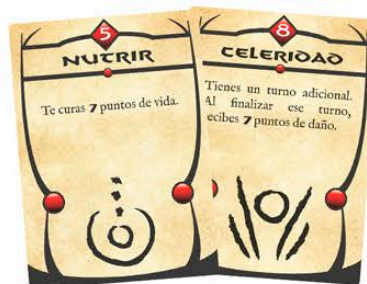 5
NUTRIR
Te curas 7 puntos de vida.
8
CELERIDAD
Tienes un turno adicional.
Al finalizar ese turno,
ecibes 7 puntos de daño.